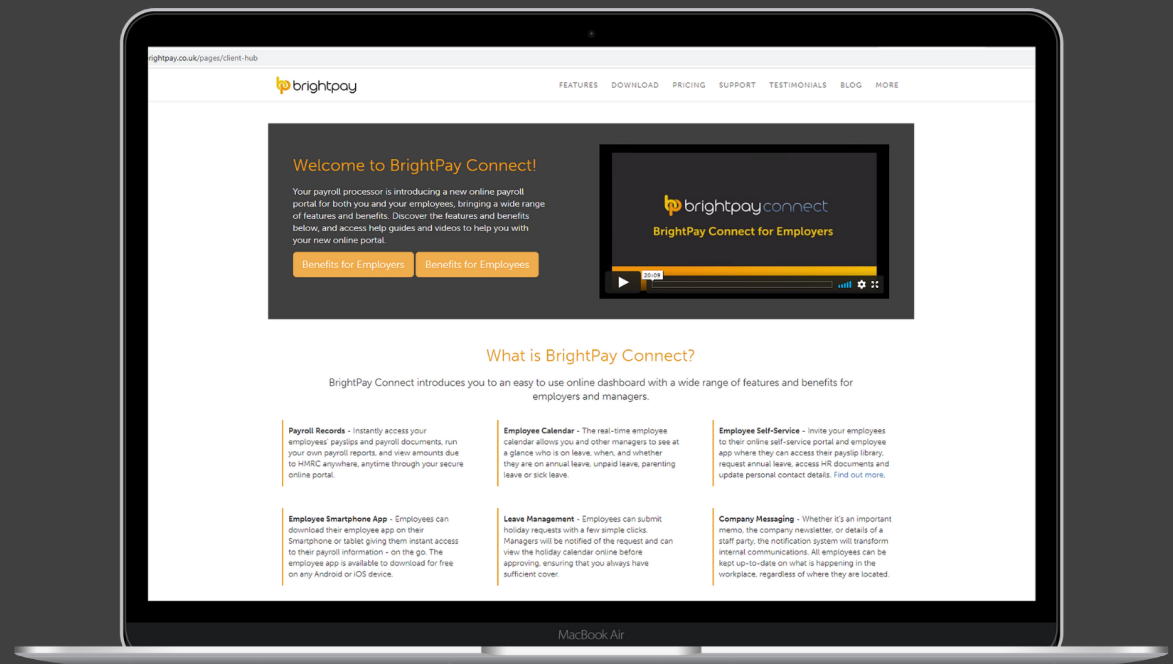 rightpay.co.uk/pages/client-hub
brightpay
FEATURES DOWNLOAD PRICING SUPPORT TESTIMONIALS BLOG MORE
Welcome to BrightPay Connect!
Your payroll processor is introducing a new online payroll
portal for both you and your employees, bringing a wide range
of features and benefits. Discover the features and benefits
below, and access help guides and videos to help you with
your new online portal.
Benefits for Employers Benefits for Employees
brightpay connect
BrightPay Connect for Employers
20:09
What is BrightPay Connect?
BrightPay Connect introduces you to an easy to use online dashboard with a wide range of features and benefits for
employers and managers.
Payroll Records - Instantly access your
employees' payslips and payroll documents, run
your own payroll reports, and view amounts due
to HMRC anywhere, anytime through your secure
online portal.
Employee Calendar - The real-time employee
calendar allows you and other managers to see at
a glance who is on leave, when, and whether
they are on annual leave, unpaid leave, parenting
leave or sick leave.
Employee Self-Service - Invite your employees
to their online self-service portal and employee
app where they can access their payslip library,
request annual leave, access HR documents and
update personal contact details. Find out more.
Employee Smartphone App - Employees can
download their employee app on their
Smartphone or tablet giving them instant access
to their payroll information - on the go. The
employee app is available to download for free
on any Android or iOS device.
Leave Management - Employees can submit
holiday requests with a few simple clicks.
Managers will be notified of the request and can
view the holiday calendar online before
approving, ensuring that you always have
sufficient cover.
Company Messaging - Whether it's an important
memo, the company newsletter, or details of a
staff party, the notification system will transform
internal communications. All employees can be
kept up-to-date on what is happening in the
workplace, regardless of where they are located.
MacBook Air